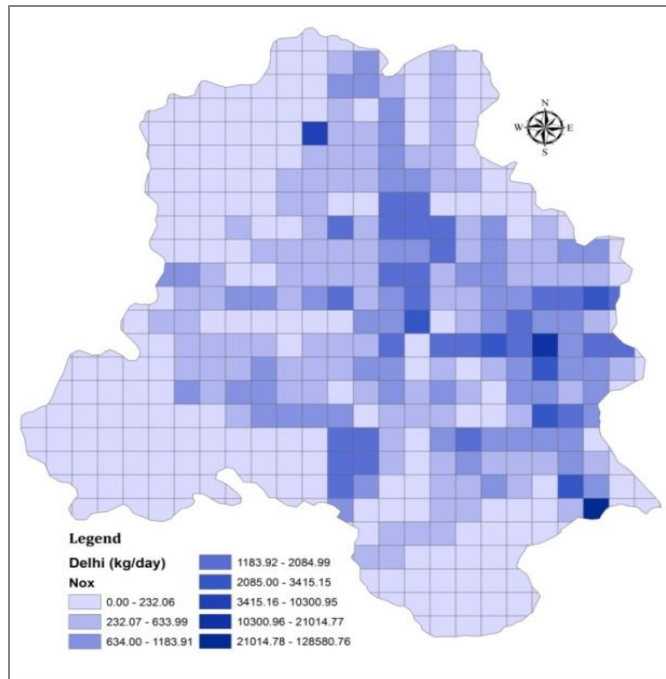 N
W E
S
Legend
Delhi (kg/day)
Nox
0.00 - 232.06
232.07 - 633.99
634.00 - 1183.91
1183.92 - 2084.99
2085.00 - 3415.15
3415.16 - 10300.95
10300.96 - 21014.77
21014.78 - 128580.76